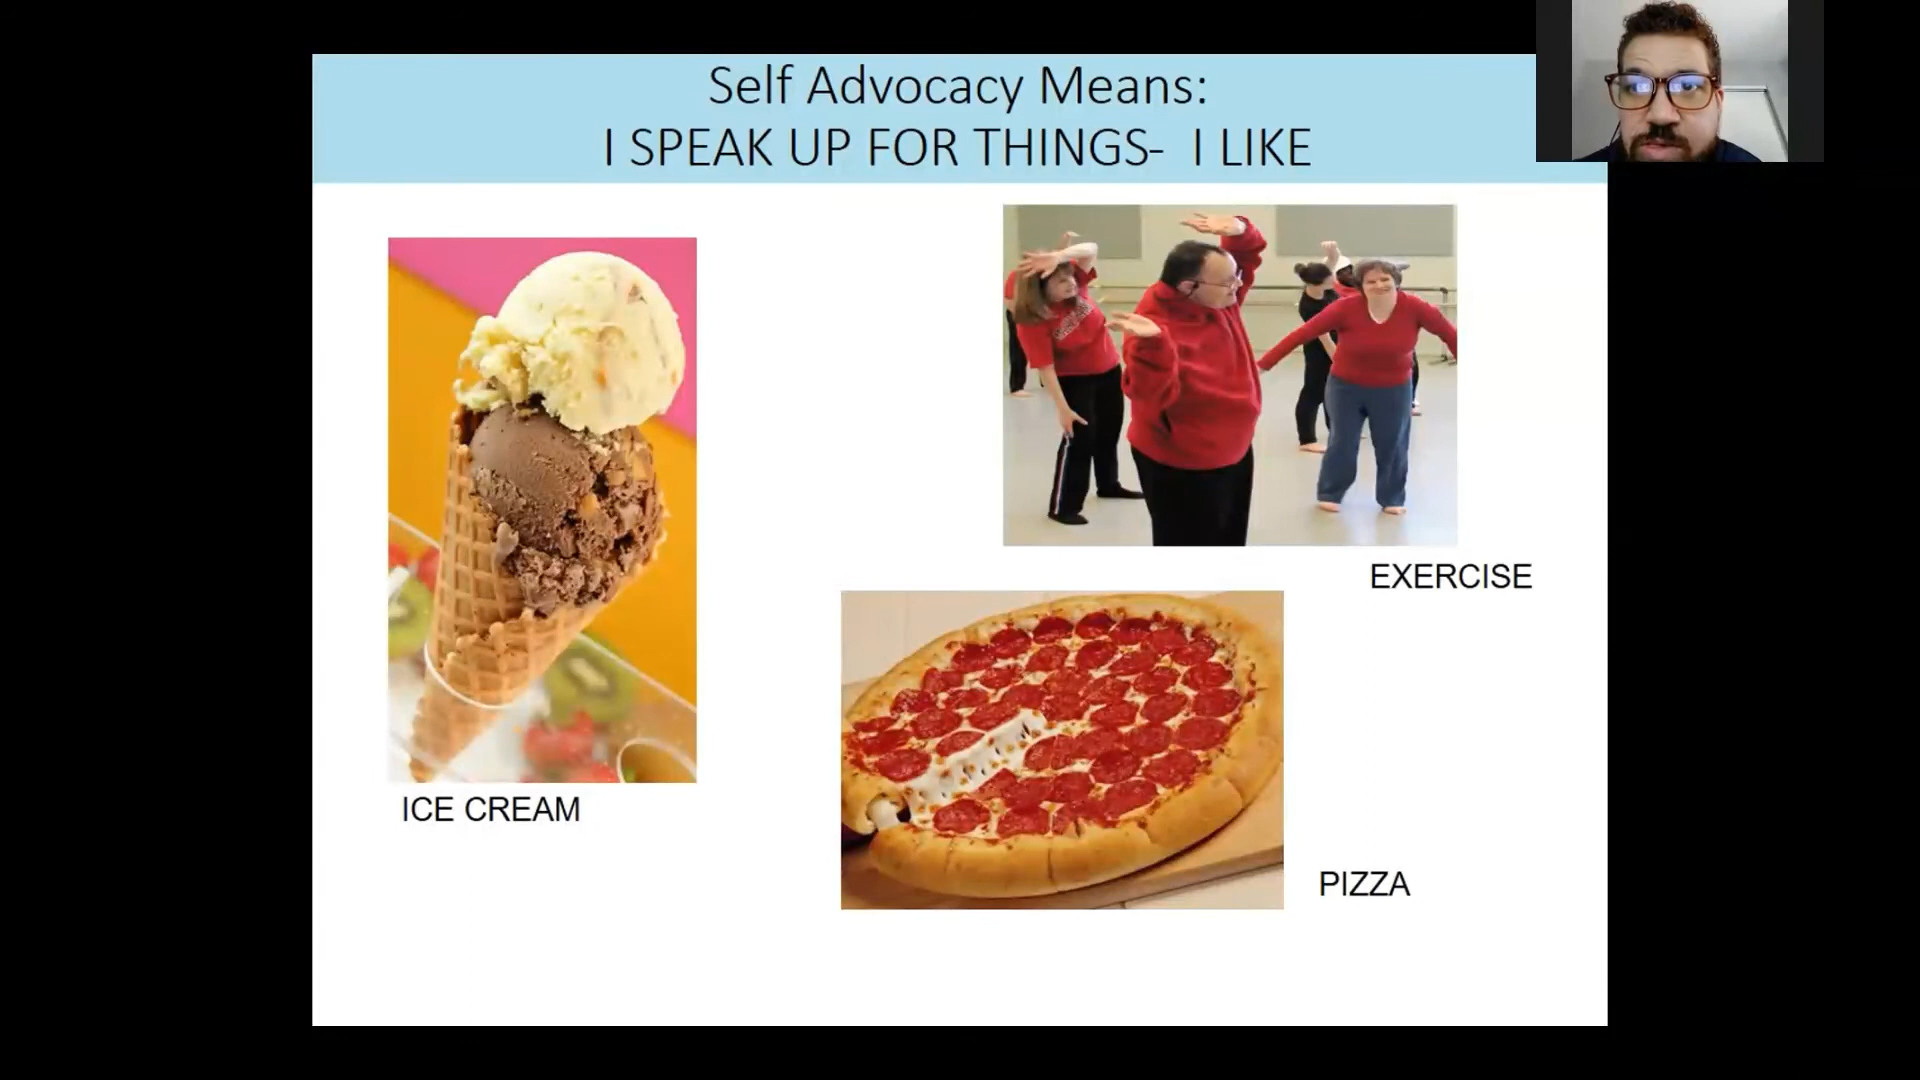 Self Advocacy Means:
I SPEAK UP FOR THINGS- I LIKE
EXERCISE
ICE CREAM
PIZZA